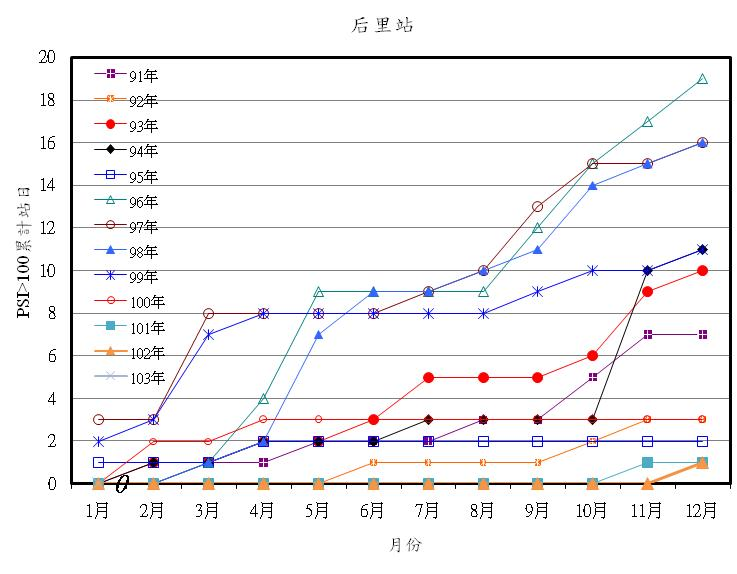 后里站
PSI>100累計站日
20
18
16
14
12
10
8
6
4
2
0
91年
92年
93年
94年
95年
96年
97年
98年
99年
100年
101年
102年
103年
0
1月 2月 3月 4月 5月 6月 7月 8月 9月 10月 11月 12月
月份